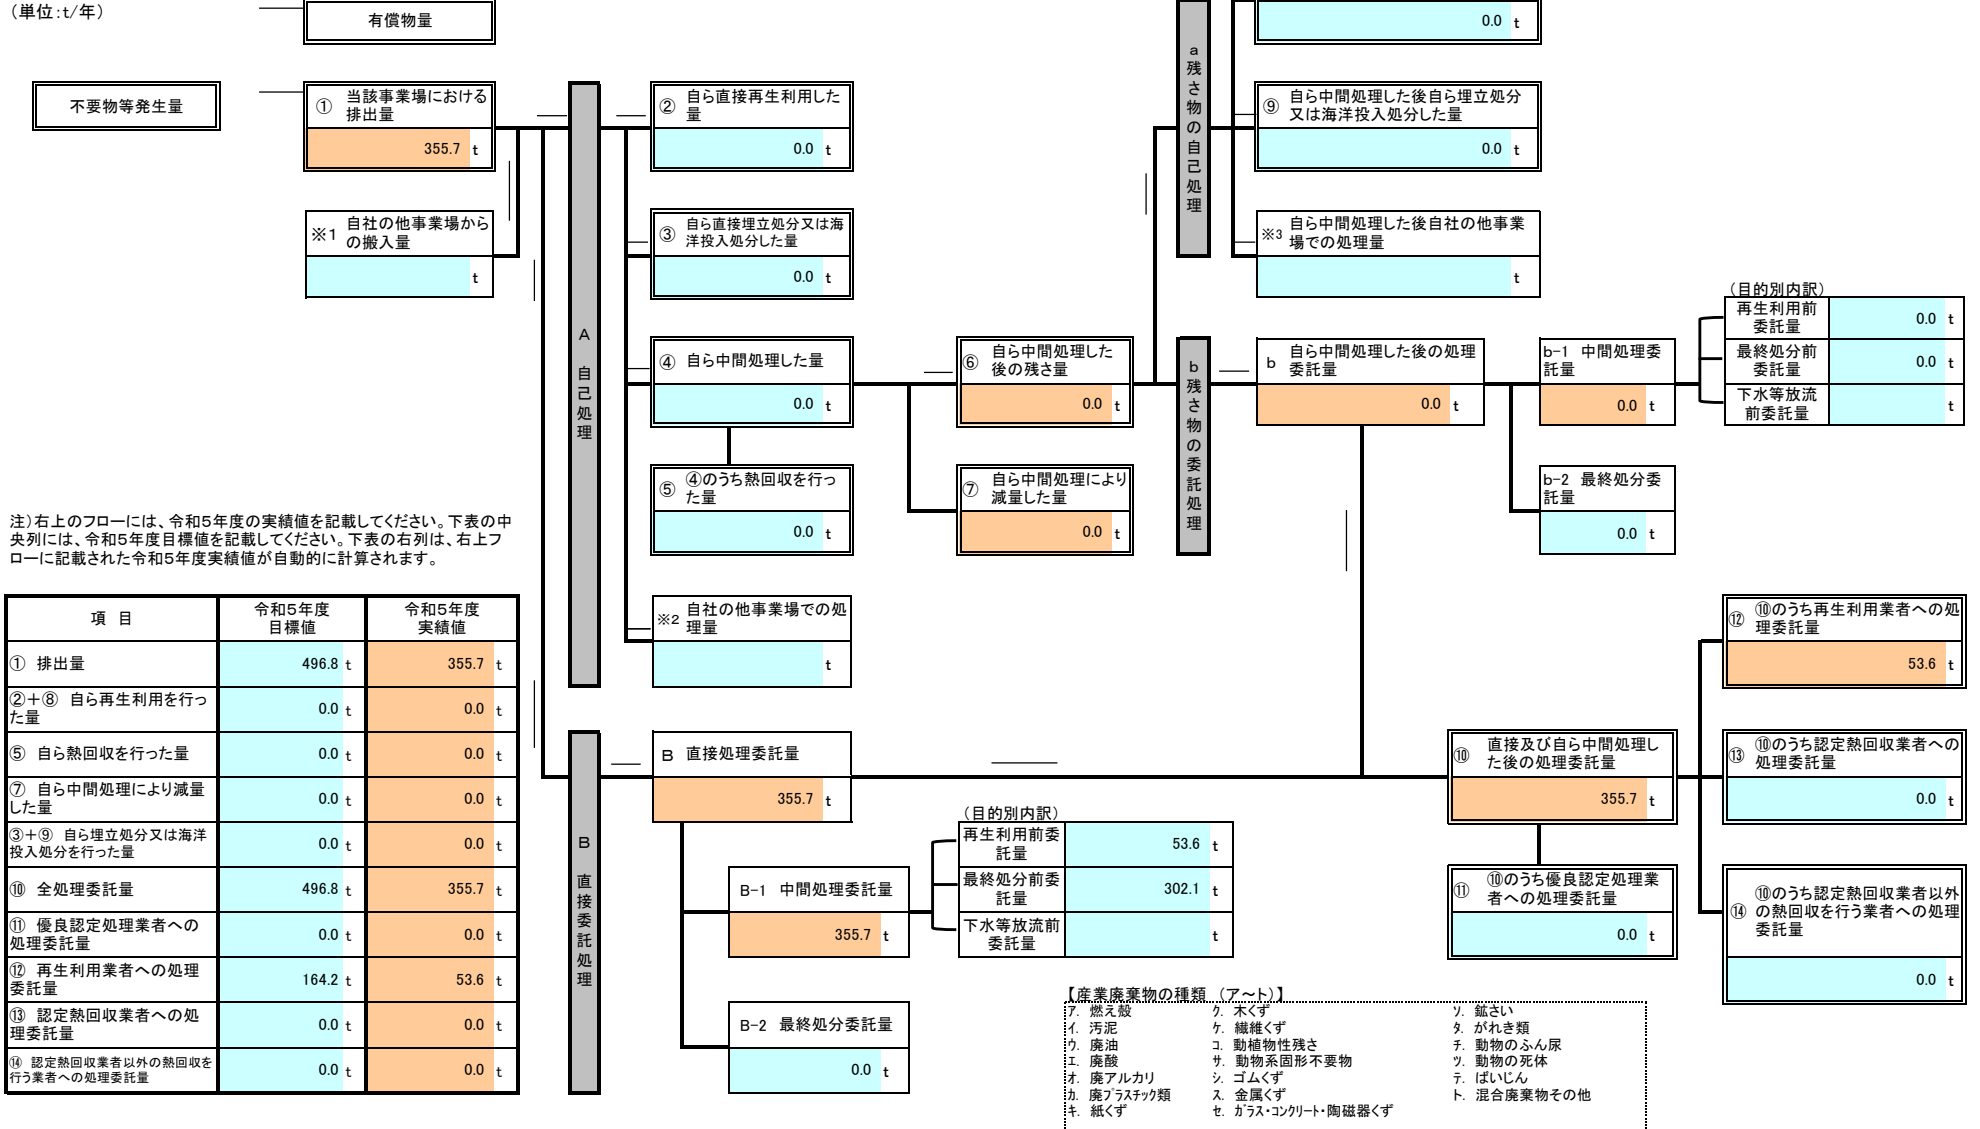 （単位:t/年）
有償物量
0.0 t
不要物等発生量
① 当該事業場における
排出量
355.7 t
※1 自社の他事業場から
の搬入量
t
A 自己処理
② 自ら直接再生利用した
量
0.0 t
③ 自ら直接埋立処分又は海
洋投入処分した量
0.0 t
④ 自ら中間処理した量
0.0 t
⑤ ④のうち熱回収を行っ
た量
0.0 t
※2 自社の他事業場での処
理量
t
⑥ 自ら中間処理した
後の残さ量
0.0 t
⑦ 自ら中間処理により
減量した量
0.0 t
a 残さ物の自己処理
⑨ 自ら中間処理した後自ら埋立処分
又は海洋投入処分した量
0.0 t
※3 自ら中間処理した後自社の他事業
場での処理量
t
b 残さ物の委託処理
b 自ら中間処理した後の処理
委託量
0.0 t
b-1 中間処理委
託量
0.0 t
b-2 最終処分委
託量
0.0 t
（目的別内訳）
再生利用前
委託量 0.0 t
最終処分前
委託量 0.0 t
下水等放流
前委託量 t
注）右上のフローには、令和5年度の実績値を記載してください。下表の中
央列には、令和5年度目標値を記載してください。下表の右列は、右上フ
ローに記載された令和5年度実績値が自動的に計算されます。
項 目 令和5年度
目標値 令和5年度
実績値
① 排出量 496.8 t 355.7 t
②＋⑧ 自ら再生利用を行っ
た量 0.0 t 0.0 t
⑤ 自ら熱回収を行った量 0.0 t 0.0 t
⑦ 自ら中間処理により減量
した量 0.0 t 0.0 t
③＋⑨ 自ら埋立処分又は海洋
投入処分を行った量 0.0 t 0.0 t
⑩ 全処理委託量 496.8 t 355.7 t
⑪ 優良認定処理業者への
処理委託量 0.0 t 0.0 t
⑫ 再生利用業者への処理
委託量 164.2 t 53.6 t
⑬ 認定熱回収業者への処
理委託量 0.0 t 0.0 t
⑭ 認定熱回収業者以外の熱回収を
行う業者への処理委託量 0.0 t 0.0 t
B 直接委託処理
B 直接処理委託量
355.7 t
B-1 中間処理委託量
355.7 t
B-2 最終処分委託量
0.0 t
（目的別内訳）
再生利用前委
託量 53.6 t
最終処分前委
託量 302.1 t
下水等放流前
委託量 t
⑩ 直接及び自ら中間処理し
た後の処理委託量
355.7 t
⑪ ⑩のうち優良認定処理業
者への処理委託量
0.0 t
⑫ ⑩のうち再生利用業者への処
理委託量
53.6 t
⑬ ⑩のうち認定熱回収業者への
処理委託量
0.0 t
⑭ ⑩のうち認定熱回収業者以外
の熱回収を行う業者への処理
委託量
0.0 t
【産業廃棄物の種類 （ア～ト）】
ア. 燃え殻 ク. 木くず ソ. 鉱さい
イ. 汚泥 ケ. 繊維くず タ. がれき類
ウ. 廃油 コ. 動植物性残さ チ. 動物のふん尿
エ. 廃酸 サ. 動物系固形不要物 ツ. 動物の死体
オ. 廃アルカリ シ. ゴムくず テ. ばいじん
カ. 廃プラスチック類 ス. 金属くず ト. 混合廃棄物その他
キ. 紙くず セ. ガラス・コンクリート・陶磁器くず